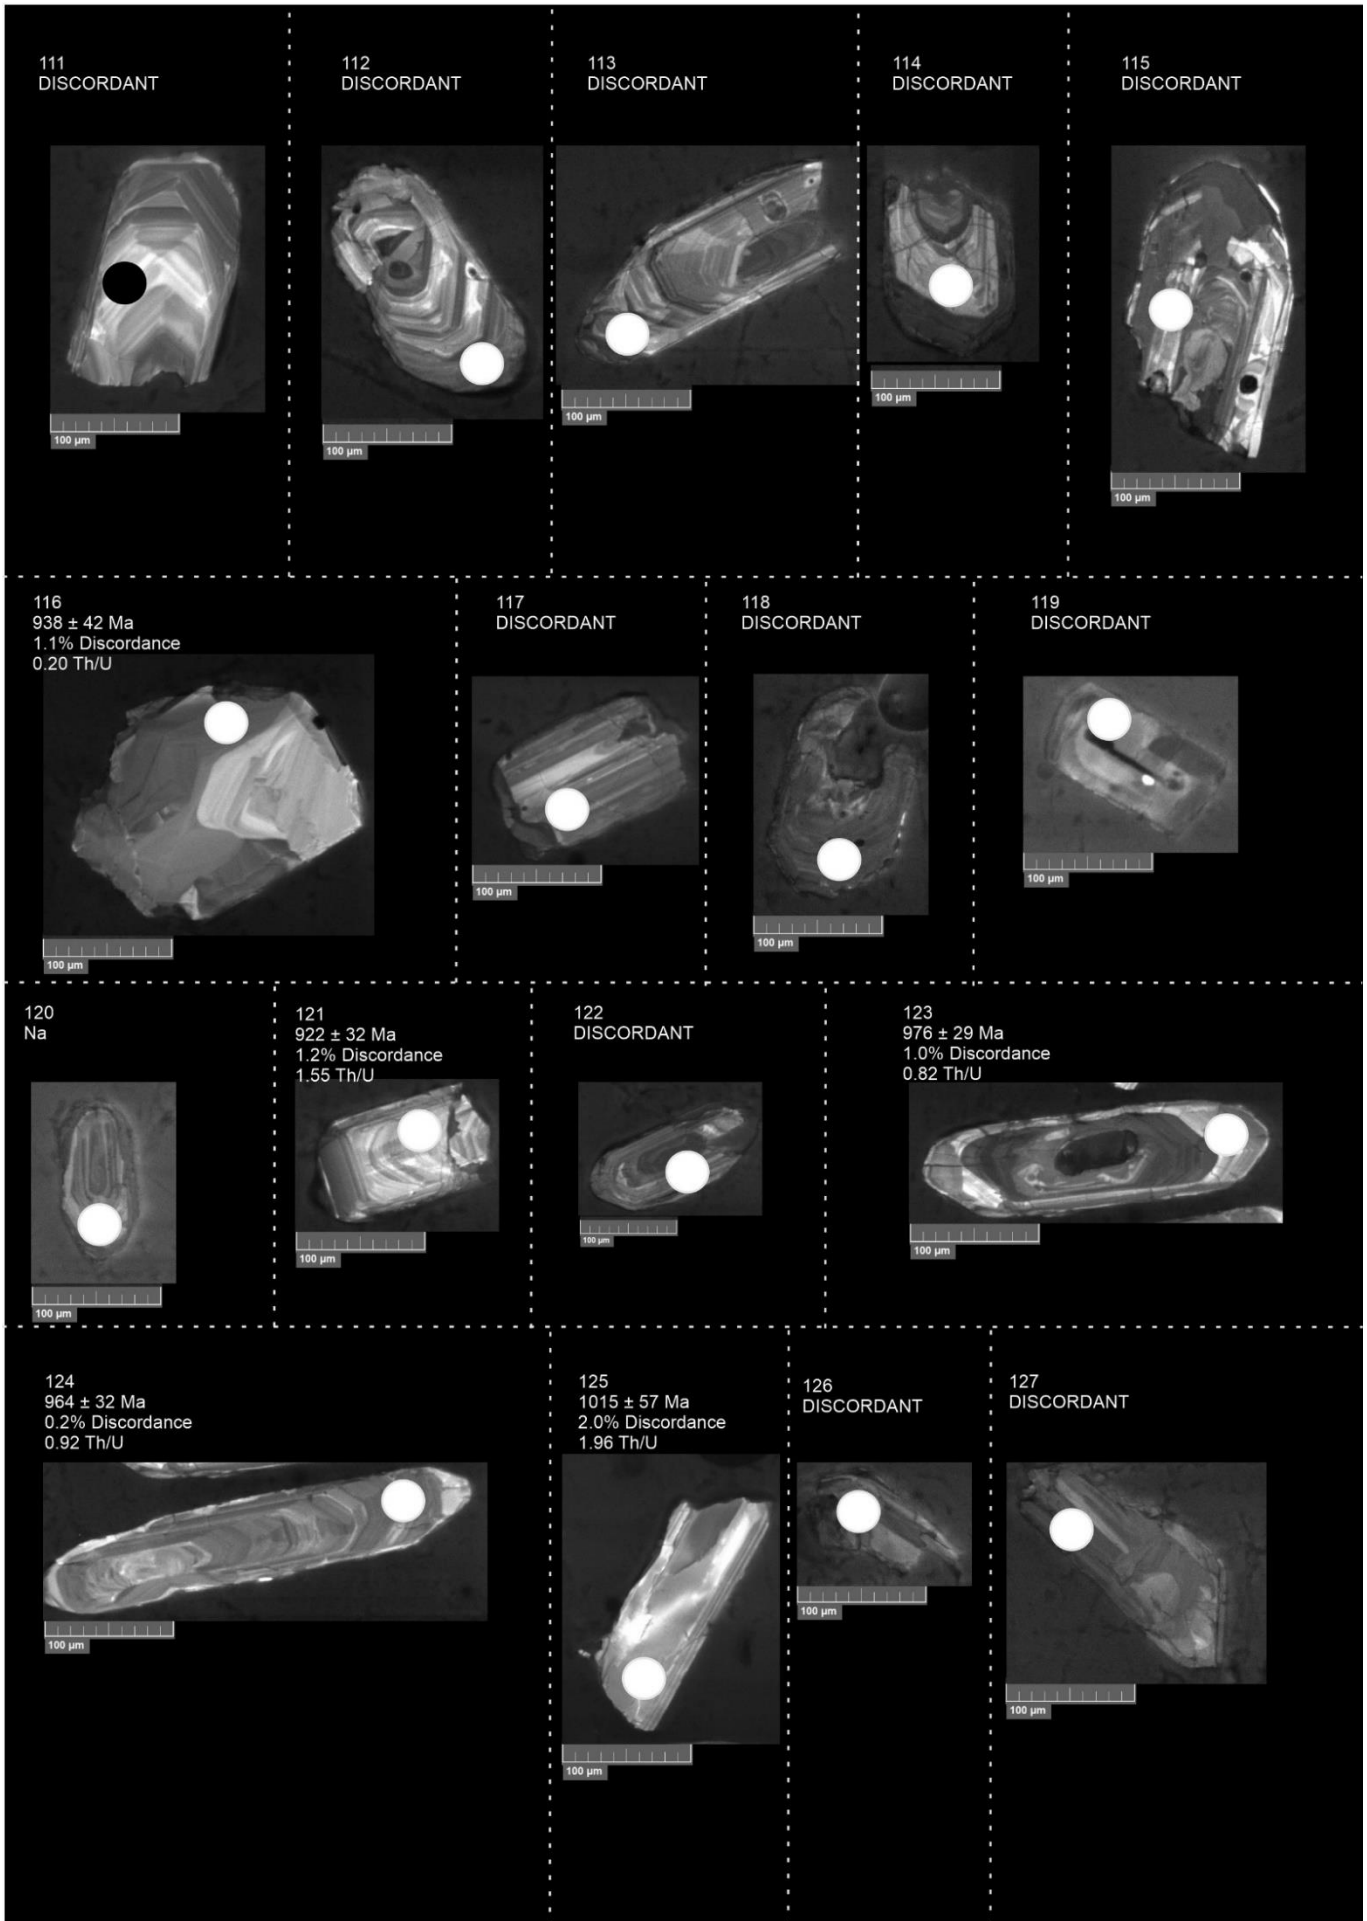 111
DISCORDANT
112
DISCORDANT
113
DISCORDANT
114
DISCORDANT
115
DISCORDANT
100 µm
100 µm
100 µm
100 µm
100 µm
116
938 ± 42 Ma
1.1% Discordance
0.20 Th/U
117
DISCORDANT
118
DISCORDANT
119
DISCORDANT
100 µm
100 µm
100 µm
100 µm
120
Na
121
922 ± 32 Ma
1.2% Discordance
1.55 Th/U
122
DISCORDANT
123
976 ± 29 Ma
1.0% Discordance
0.82 Th/U
100 µm
100 µm
100 µm
100 µm
124
964 ± 32 Ma
0.2% Discordance
0.92 Th/U
125
1015 ± 57 Ma
2.0% Discordance
1.96 Th/U
126
DISCORDANT
127
DISCORDANT
100 µm
100 µm
100 µm
100 µm